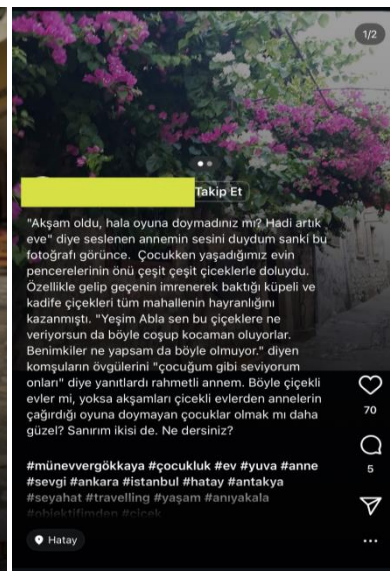 1/2
Takip Et
"Akşam oldu, hala oyuna doymadınız mı? Hadi artık
eve" diye seslenen annemin sesini duydum sanki bu
fotoğrafı görünce. Çocukken yaşadığımız evin
pencerelerinin önü çeşit çeşit çiceklerle doluydu.
Özellikle gelip geçenin imrenerek baktığı küpeli ve
kadife çiçekleri tüm mahallenin hayranlığını
kazanmıştı. "Yeşim Abla sen bu çiçeklere ne
veriyorsun da böyle coşup kocaman oluyorlar.
Benimkiler ne yapsam da böyle olmuyor." diyen
komşuların övgülerini "çocuğum gibi seviyorum
onları" diye yanıtlardı rahmetli annem. Böyle çiçekli
evler mi, yoksa akşamları çicekli evlerden annelerin
çağırdığı oyuna doymayan çocuklar olmak mı daha
güzel? Sanırım ikisi de. Ne dersiniz?
#münevvergökkaya #çocukluk #ev #yuva #anne
#sevgi #ankara #istanbul #hatay #antakya
#seyahat #travelling #yaşam #anıyakala
#objektifimden #çiçek
70
5
Hatay